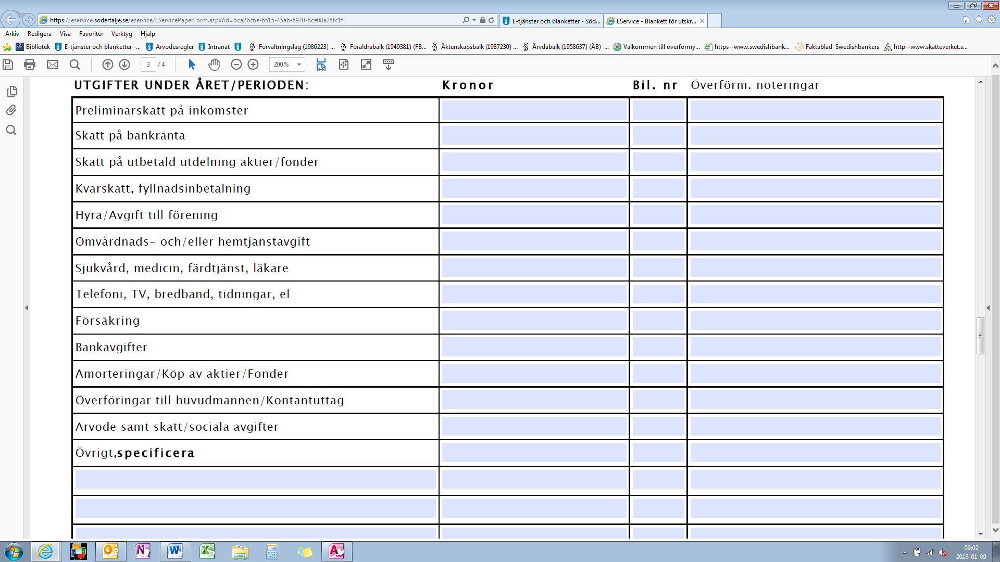 https://eservice.sodertalje.se/eservice/EServicePaperForm.aspx?id=bca2bc6e-6515-45ab-8970-8ce08a28fc1f
E-tjänster och blanketter - Söd...
EService - Blankett för utskr...
Arkiv Redigera Visa Favoriter Verktyg Hjälp
Bibliotek E-tjänster och blanketter -... Arvodesregler Intranät § Förvaltningslag (1986223) ... § Föräldrabalk (1949381) (FB... § Äktenskapsbalk (1987230) ... § Ärvdabalk (1958637) (ÄB) ... Välkommen till överförmy... https--www.swedishbank... Faktablad Swedishbankers http--www.skatteverket.s...
3 / 4 200%
UTGIFTER UNDER ÅRET/PERIODEN: Kronor Bil. nr Överförm. noteringar
Preliminärskatt på inkomster
Skatt på bankränta
Skatt på utbetald utdelning aktier/fonder
Kvarskatt, fyllnadsinbetalning
Hyra/Avgift till förening
Omvårdnads- och/eller hemtjänstavgift
Sjukvård, medicin, färdtjänst, läkare
Telefoni, TV, bredband, tidningar, el
Försäkring
Bankavgifter
Amorteringar/Köp av aktier/Fonder
Överföringar till huvudmannen/Kontantuttag
Arvode samt skatt/sociala avgifter
Övrigt,specificera
09:02
2018-01-09